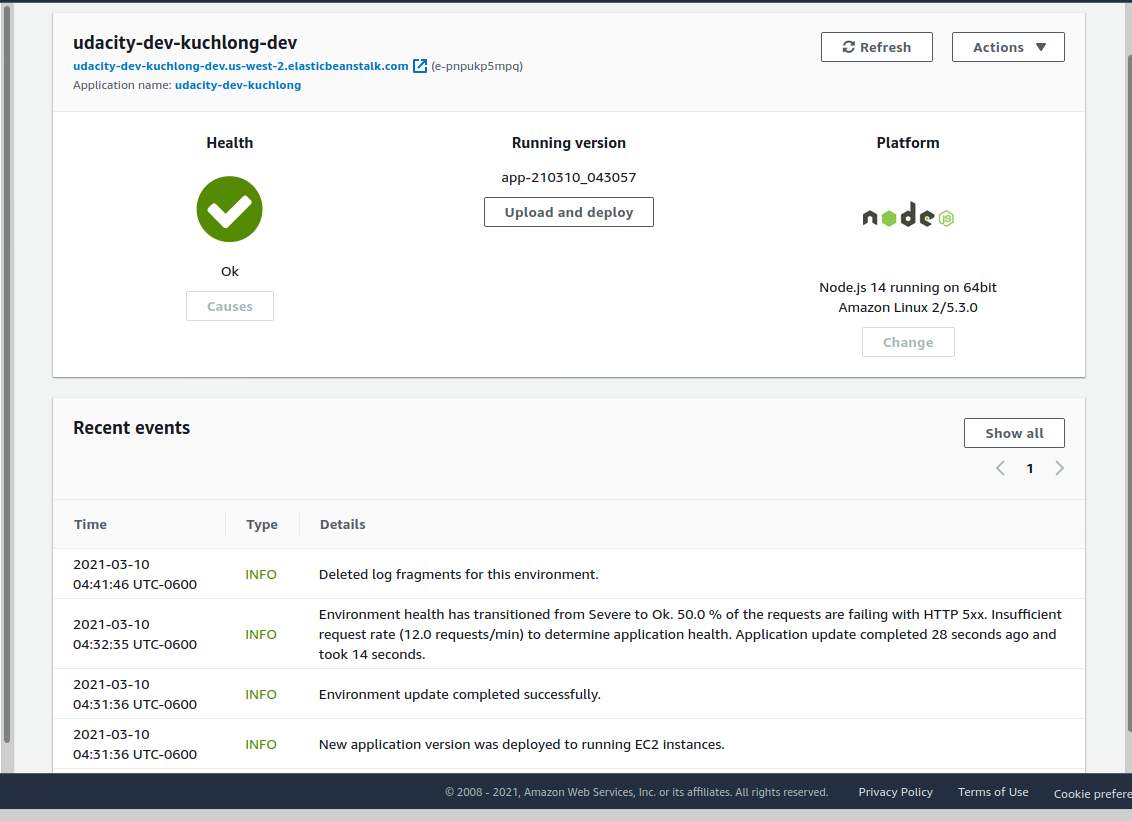 udacity-dev-kuchlong-dev
Refresh
Actions
udacity-dev-kuchlong-dev.us-west-2.elasticbeanstalk.com (e-pnpukp5mpq)
Application name: udacity-dev-kuchlong
Health
Ok
Causes
Running version
app-210310_043057
Upload and deploy
Platform
node JS
Node.js 14 running on 64bit
Amazon Linux 2/5.3.0
Change
Recent events
Show all
1
Time Type Details
2021-03-10
04:41:46 UTC-0600
INFO
Deleted log fragments for this environment.
2021-03-10
04:32:35 UTC-0600
INFO
Environment health has transitioned from Severe to Ok. 50.0 % of the requests are failing with HTTP 5xx. Insufficient
request rate (12.0 requests/min) to determine application health. Application update completed 28 seconds ago and
took 14 seconds.
2021-03-10
04:31:36 UTC-0600
INFO
Environment update completed successfully.
2021-03-10
04:31:36 UTC-0600
INFO
New application version was deployed to running EC2 instances.
© 2008 - 2021, Amazon Web Services, Inc. or its affiliates. All rights reserved. Privacy Policy Terms of Use Cookie prefere